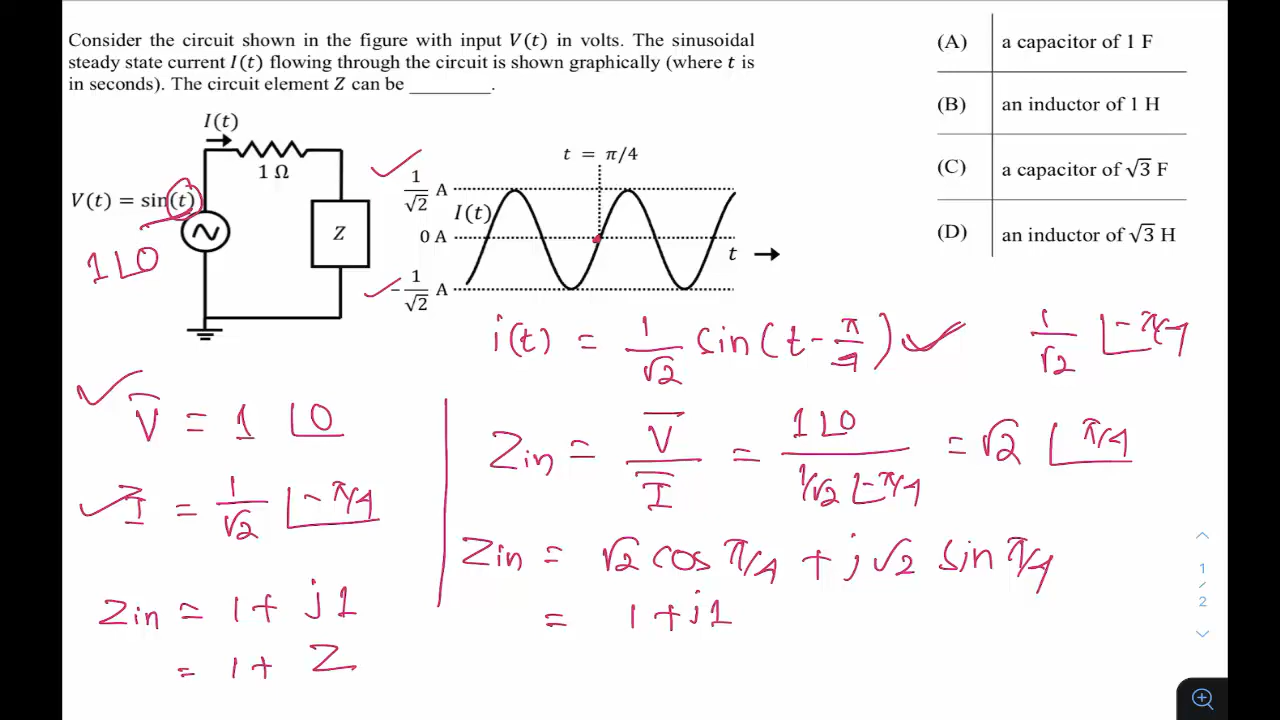 Consider the circuit shown in the figure with input V(t) in volts. The sinusoidal
steady state current I(t) flowing through the circuit is shown graphically (where t is
in seconds). The circuit element Z can be ________.
(A) a capacitor of 1 F
(B) an inductor of 1 H
(C) a capacitor of √3 F
(D) an inductor of √3 H
I(t)
1 Ω
V(t) = sin(t)
Z
1∠0
t = π/4
1/√2 A
I(t)
0 A
t
-1/√2 A
i(t) = 1/√2 sin(t - π/4)
1/√2 ∠-π/4
V̅ = 1 ∠0
I̅ = 1/√2 ∠-π/4
Zin = 1 + j1
= 1 + Z
Zin = V̅/I̅ = 1∠0 / 1/√2 ∠-π/4 = √2 ∠π/4
Zin = √2 cos π/4 + j√2 sin π/4
= 1 + j1
1
/
2